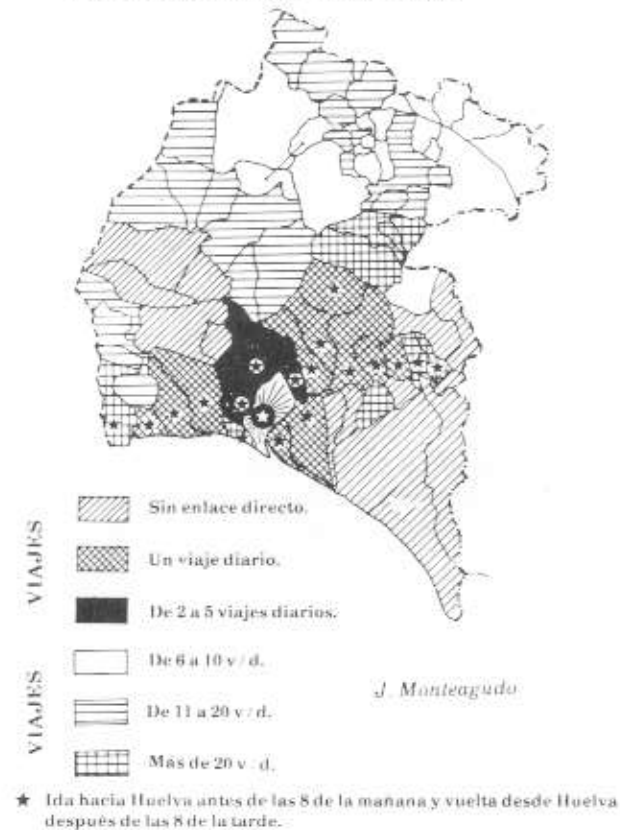 VIAJES
Sin enlace directo.
Un viaje diario.
De 2 a 5 viajes diarios.
VIAJES
De 6 a 10 v/d.
De 11 a 20 v/d.
Más de 20 v/d.
J. Monteagudo
★ Ida hacia Huelva antes de las 8 de la mañana y vuelta desde Huelva
después de las 8 de la tarde.